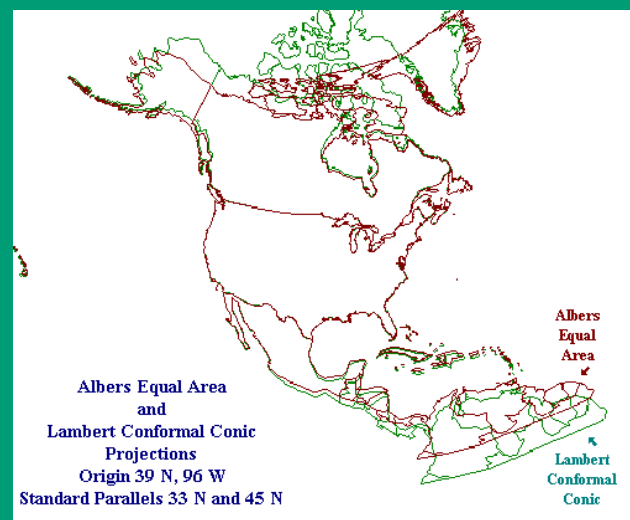 Albers
Equal
Area
Albers Equal Area
and
Lambert Conformal Conic
Projections
Origin 39 N, 96 W
Standard Parallels 33 N and 45 N
Lambert
Conformal
Conic